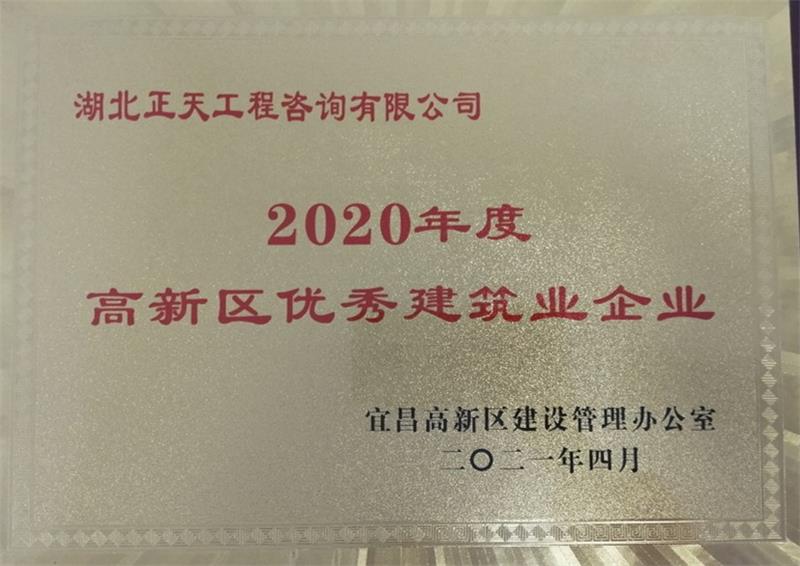 湖北正天工程咨询有限公司
2020年度
高新区优秀建筑业企业
宜昌高新区建设管理办公室
二〇二一年四月